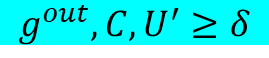 g^{out}, C, U' ≥ δ